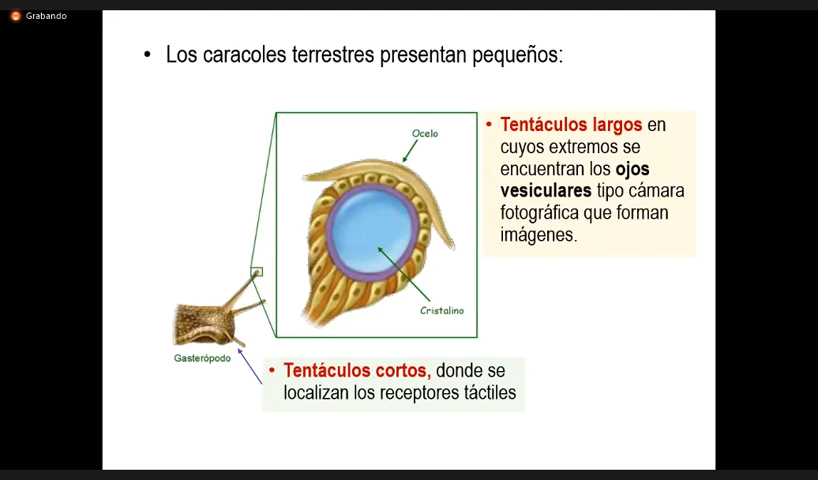 Grabando
• Los caracoles terrestres presentan pequeños:
Ocelo
Cristalino
Gasterópodo
• Tentáculos largos en
cuyos extremos se
encuentran los ojos
vesiculares tipo cámara
fotográfica que forman
imágenes.
• Tentáculos cortos, donde se
localizan los receptores táctiles